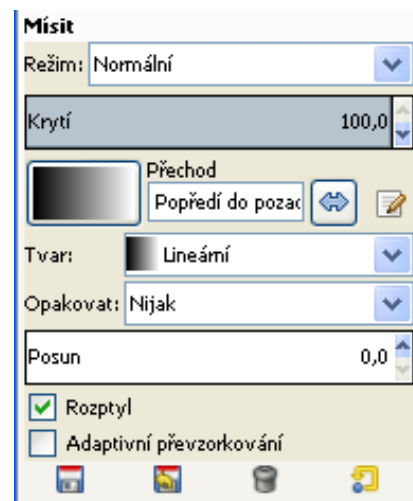 Mísit
Režim: Normální
Krytí 100,0
Přechod
Popředí do pozac
Tvar: Lineární
Opakovat: Nijak
Posun 0,0
Rozptyl
Adaptivní převzorkování